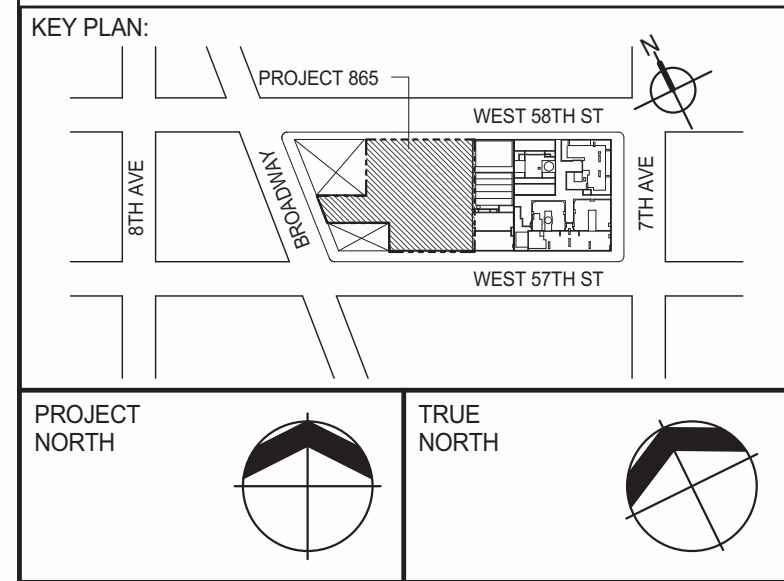 KEY PLAN:
N
PROJECT 865
WEST 58TH ST
8TH AVE
BROADWAY
7TH AVE
WEST 57TH ST
PROJECT
NORTH
TRUE
NORTH